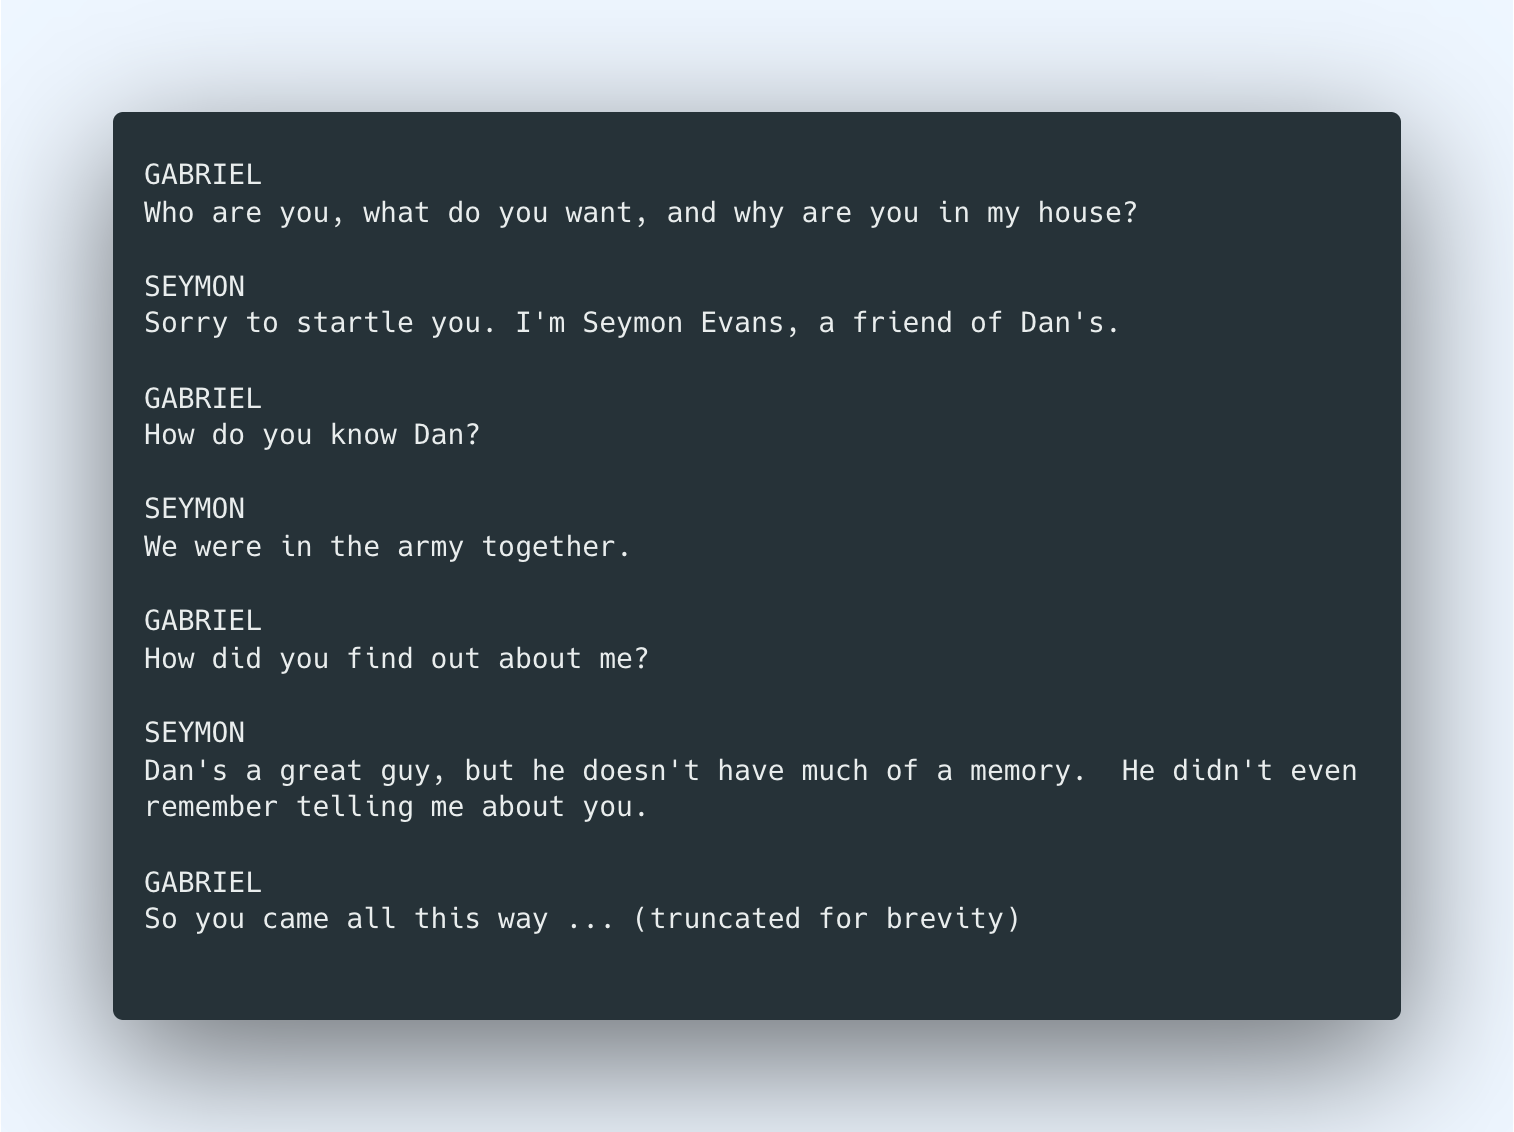 GABRIEL
Who are you, what do you want, and why are you in my house?
SEYMON
Sorry to startle you. I'm Seymon Evans, a friend of Dan's.
GABRIEL
How do you know Dan?
SEYMON
We were in the army together.
GABRIEL
How did you find out about me?
SEYMON
Dan's a great guy, but he doesn't have much of a memory.  He didn't even
remember telling me about you.
GABRIEL
So you came all this way ... (truncated for brevity)